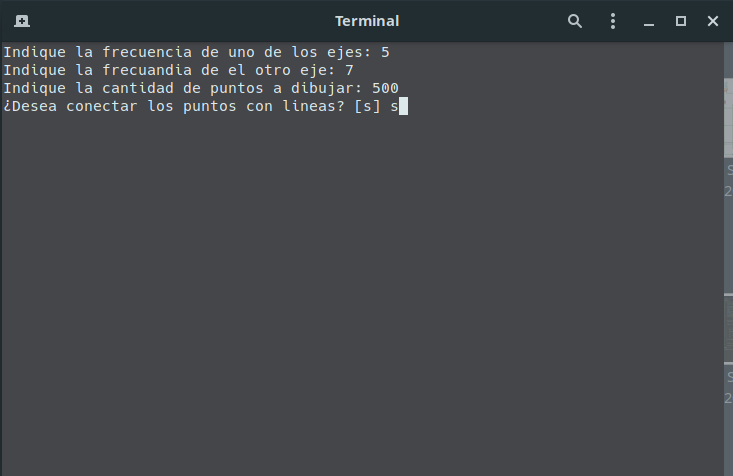 Terminal
Indique la frecuencia de uno de los ejes: 5
Indique la frecuandia de el otro eje: 7
Indique la cantidad de puntos a dibujar: 500
¿Desea conectar los puntos con lineas? [s] s
S
2
S
2